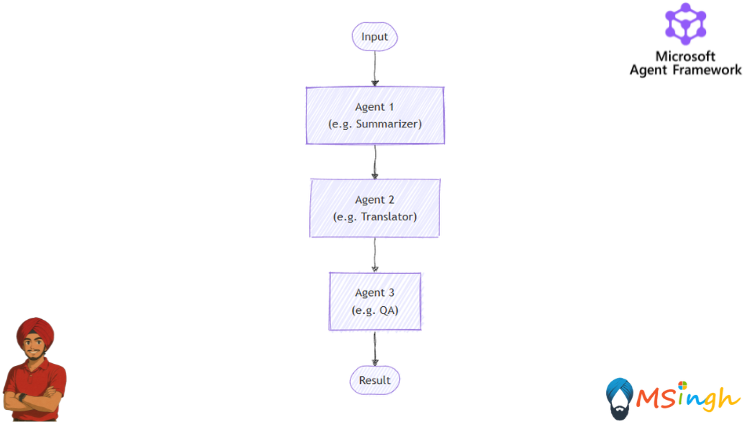 Input
Microsoft
Agent Framework
Agent 1
(e.g. Summarizer)
Agent 2
(e.g. Translator)
Agent 3
(e.g. QA)
Result
MSingh